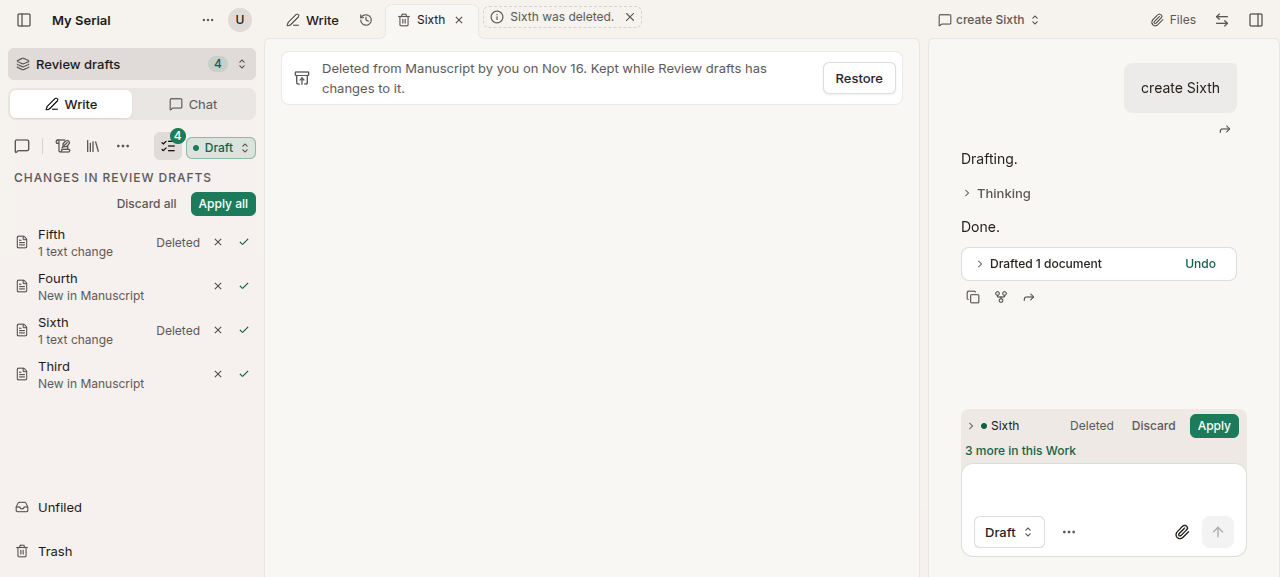 My Serial
U
Review drafts
4
Write
Chat
4
Draft
CHANGES IN REVIEW DRAFTS
Discard all
Apply all
Fifth
1 text change
Deleted
Fourth
New in Manuscript
Sixth
1 text change
Deleted
Third
New in Manuscript
Unfiled
Trash
Write
Sixth
Sixth was deleted.
Deleted from Manuscript by you on Nov 16. Kept while Review drafts has
changes to it.
Restore
create Sixth
Files
create Sixth
Drafting.
Thinking
Done.
Drafted 1 document
Undo
Sixth
Deleted
Discard
Apply
3 more in this Work
Draft